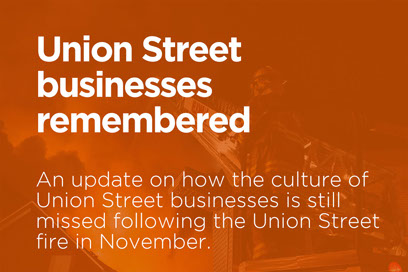 Union Street
businesses
remembered
An update on how the culture of
Union Street businesses is still
missed following the Union Street
fire in November.